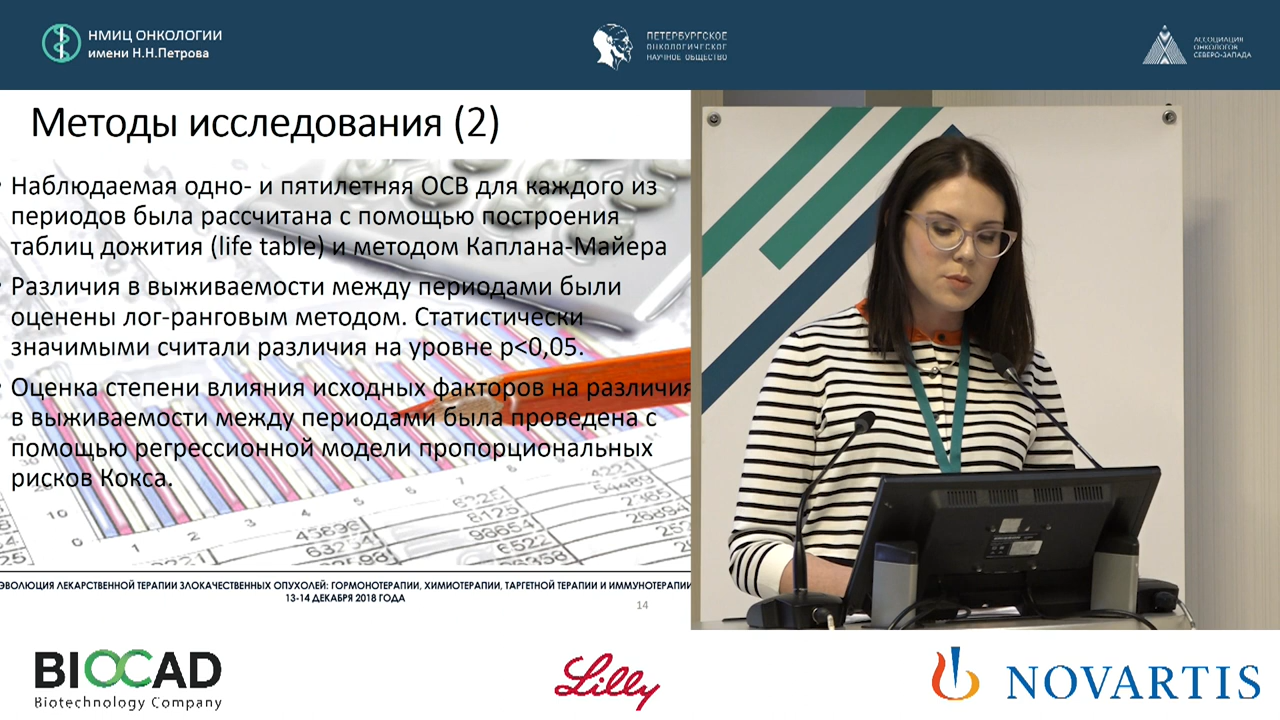 НМИЦ ОНКОЛОГИИ
имени Н.Н.Петрова
ПЕТЕРБУРГСКОЕ
ОНКОЛОГИЧЕСКОЕ
НАУЧНОЕ ОБЩЕСТВО
АССОЦИАЦИЯ
ОНКОЛОГОВ
СЕВЕРО-ЗАПАДА
Методы исследования (2)
Наблюдаемая одно- и пятилетняя ОСВ для каждого из
периодов была рассчитана с помощью построения
таблиц дожития (life table) и методом Каплана-Майера
Различия в выживаемости между периодами были
оценены лог-ранговым методом. Статистически
значимыми считали различия на уровне p<0,05.
Оценка степени влияния исходных факторов на различия
в выживаемости между периодами была проведена с
помощью регрессионной модели пропорциональных
рисков Кокса.
ЭВОЛЮЦИЯ ЛЕКАРСТВЕННОЙ ТЕРАПИИ ЗЛОКАЧЕСТВЕННЫХ ОПУХОЛЕЙ: ГОРМОНОТЕРАПИИ, ХИМИОТЕРАПИИ, ТАРГЕТНОЙ ТЕРАПИИ И ИММУНОТЕРАПИИ
13-14 ДЕКАБРЯ 2018 ГОДА
14
BIOCAD
Biotechnology Company
Lilly
NOVARTIS